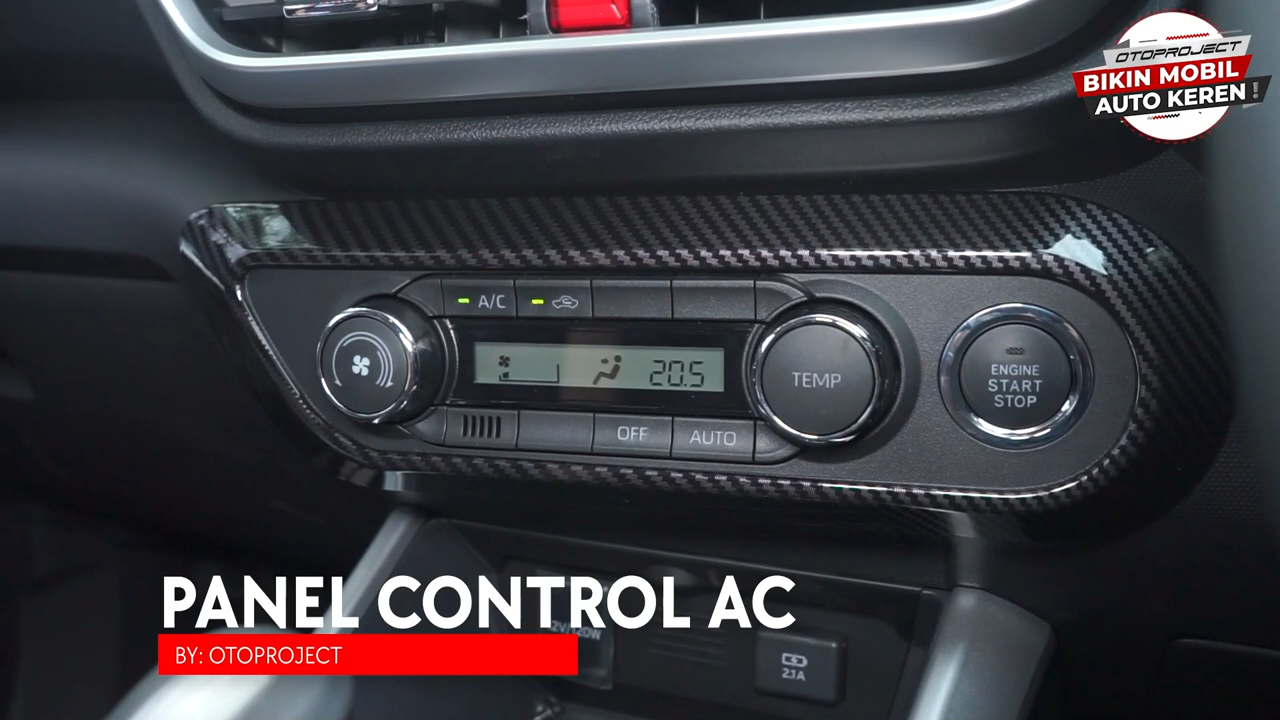 OTOPROJECT
BIKIN MOBIL
AUTO KEREN !
A/C
20.5
TEMP
ENGINE
START
STOP
OFF
AUTO
PANEL CONTROL AC
BY: OTOPROJECT
2.1A